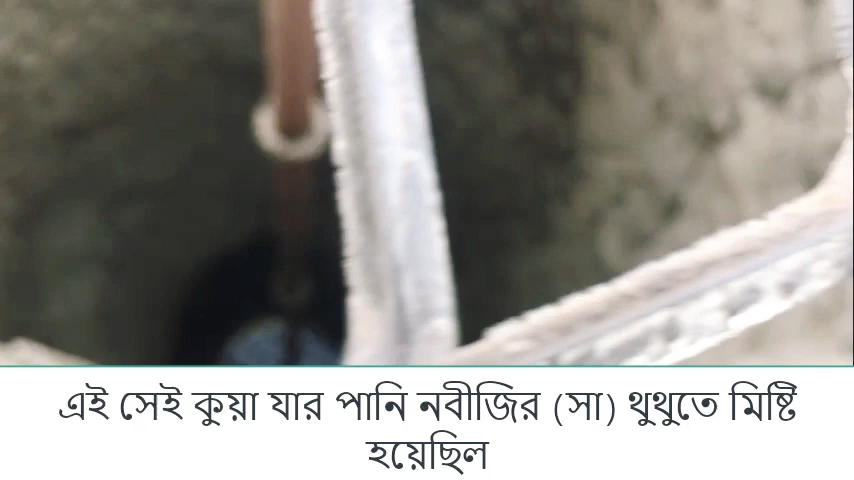 এই সেই কুয়া যার পানি নবীজির (সা) থুথুতে মিষ্টি
হয়েছিল